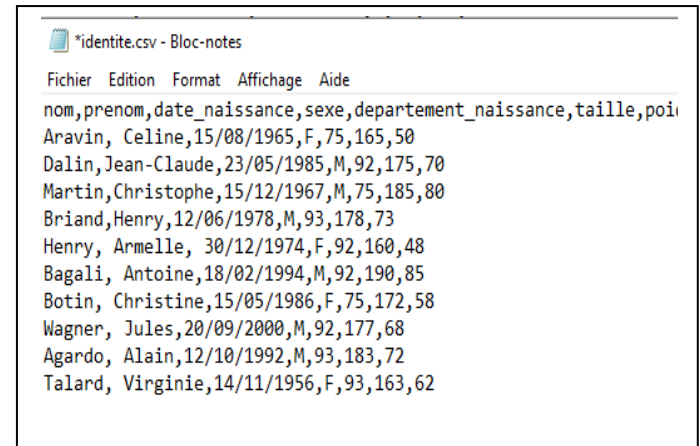 *identite.csv - Bloc-notes
Fichier Edition Format Affichage Aide
nom,prenom,date_naissance,sexe,departement_naissance,taille,poi
Aravin, Celine,15/08/1965,F,75,165,50
Dalin,Jean-Claude,23/05/1985,M,92,175,70
Martin,Christophe,15/12/1967,M,75,185,80
Briand,Henry,12/06/1978,M,93,178,73
Henry, Armelle, 30/12/1974,F,92,160,48
Bagali, Antoine,18/02/1994,M,92,190,85
Botin, Christine,15/05/1986,F,75,172,58
Wagner, Jules,20/09/2000,M,92,177,68
Agardo, Alain,12/10/1992,M,93,183,72
Talard, Virginie,14/11/1956,F,93,163,62